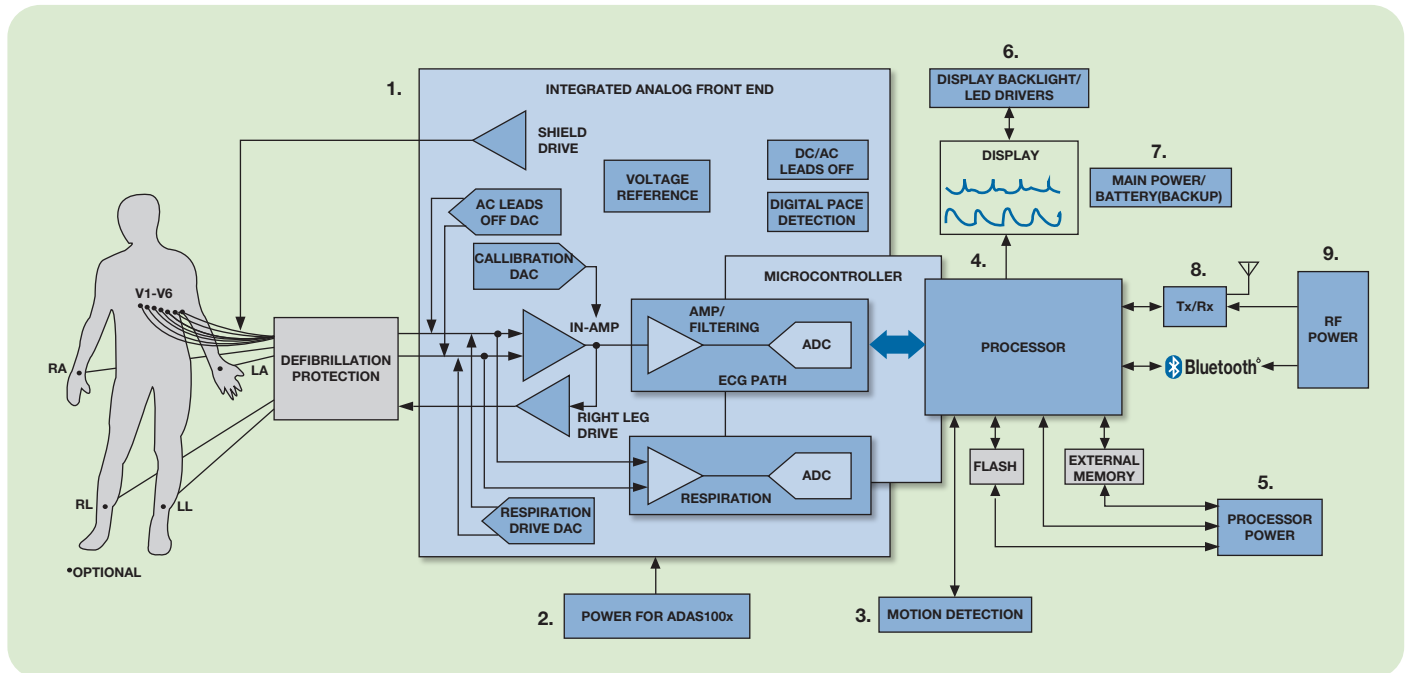 1.
INTEGRATED ANALOG FRONT END
SHIELD
DRIVE
VOLTAGE
REFERENCE
DC/AC
LEADS OFF
DIGITAL PACE
DETECTION
AC LEADS
OFF DAC
CALLIBRATION
DAC
MICROCONTROLLER
IN-AMP
AMP/
FILTERING
ADC
ECG PATH
RIGHT LEG
DRIVE
ADC
RESPIRATION
RESPIRATION
DRIVE DAC
V1-V6
RA
LA
RL
LL
•OPTIONAL
DEFIBRILLATION
PROTECTION
2.
POWER FOR ADAS100x
3.
MOTION DETECTION
4.
PROCESSOR
FLASH
EXTERNAL
MEMORY
5.
PROCESSOR
POWER
6.
DISPLAY BACKLIGHT/
LED DRIVERS
DISPLAY
7.
MAIN POWER/
BATTERY(BACKUP)
8.
Tx/Rx
Bluetooth°
9.
RF
POWER